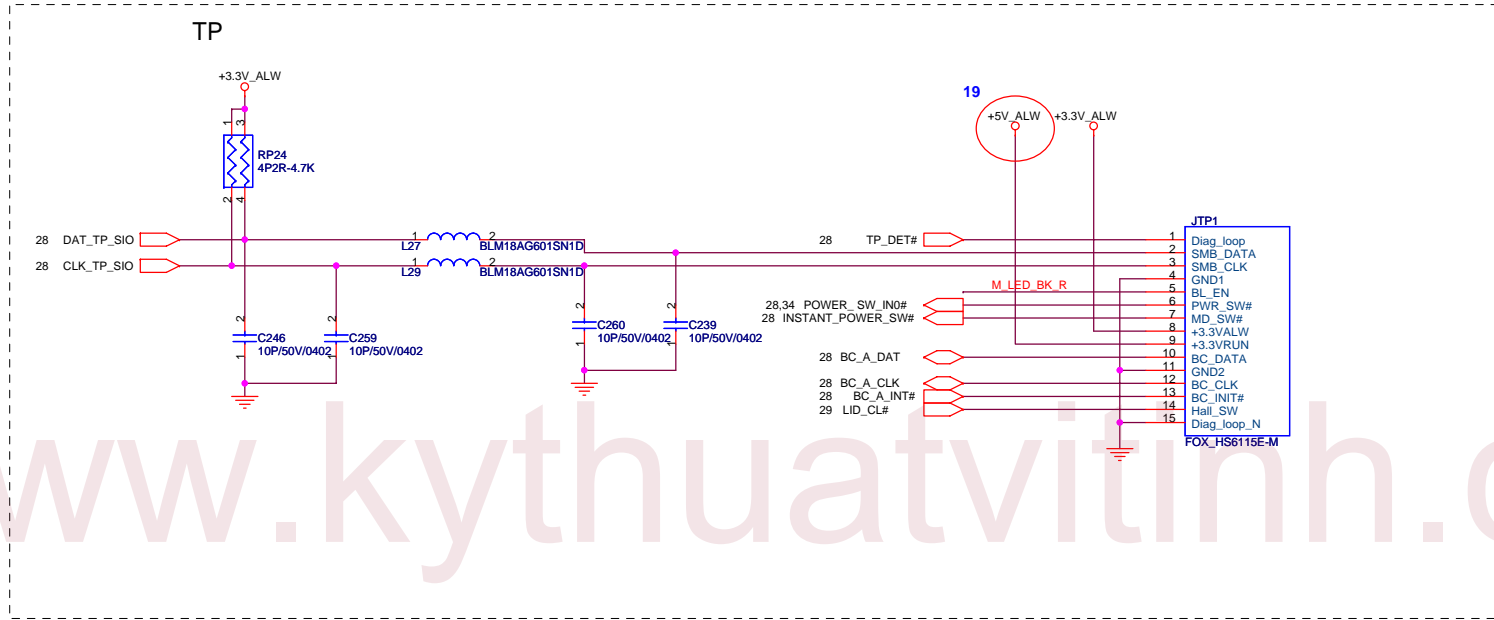 TP
+3.3V_ALW
19
+5V_ALW
+3.3V_ALW
1
3
RP24
4P2R-4.7K
2
4
JTP1
28 DAT_TP_SIO
1
2
L27
BLM18AG601SN1D
28 CLK_TP_SIO
1
2
L29
BLM18AG601SN1D
28 TP_DET#
1 Diag_loop
2 SMB_DATA
3 SMB_CLK
4 GND1
M_LED_BK_R
5 BL_EN
28,34 POWER_ SW_IN0#
6 PWR_SW#
28 INSTANT_POWER_SW#
7 MD_SW#
8 +3.3VALW
9 +3.3VRUN
28 BC_A_DAT
10 BC_DATA
11 GND2
28 BC_A_CLK
12 BC_CLK
28 BC_A_INT#
13 BC_INIT#
29 LID_CL#
14 Hall_SW
15 Diag_loop_N
FOX_HS6115E-M
2
C246
10P/50V/0402
1
2
C259
10P/50V/0402
1
2
C260
10P/50V/0402
1
2
C239
10P/50V/0402
1
ww.kythuatvitinh.c